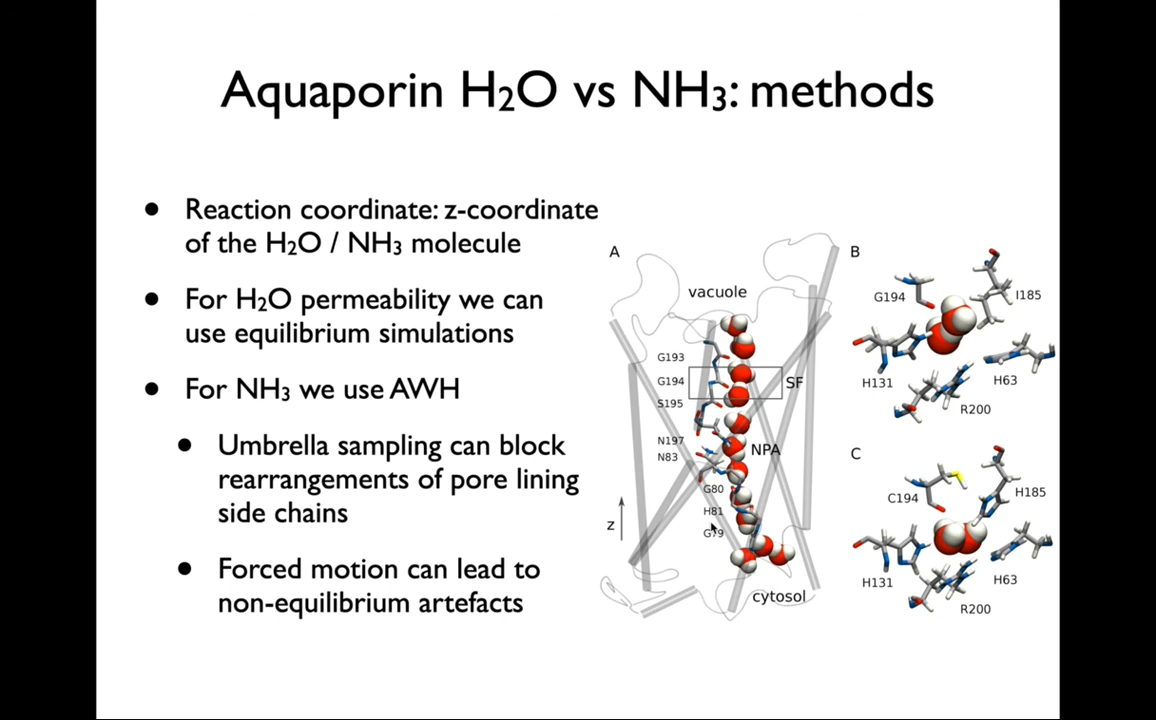 Aquaporin H2O vs NH3: methods
• Reaction coordinate: z-coordinate
of the H2O / NH3 molecule
• For H2O permeability we can
use equilibrium simulations
• For NH3 we use AWH
• Umbrella sampling can block
rearrangements of pore lining
side chains
• Forced motion can lead to
non-equilibrium artefacts
A
vacuole
G193
G194
SF
S195
N197
NPA
N83
G80
H81
G79
z
cytosol
B
G194
I185
H131
H63
R200
C
C194
H185
H131
H63
R200